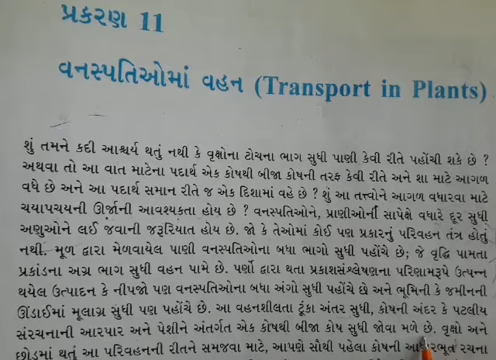 પ્રકરણ 11
વનસ્પતિઓમાં વહન (Transport in Plants)
શું તમને કદી આશ્ચર્ય થતું નથી કે વૃક્ષોના ટોચના ભાગ સુધી પાણી કેવી રીતે પહોંચી શકે છે ?
અથવા તો આ વાત માટેના પદાર્થ એક કોષથી બીજા કોષની તરફ કેવી રીતે અને શા માટે આગળ
વધે છે અને આ પદાર્થ સમાન રીતે જ એક દિશામાં વહે છે ? શું આ તત્ત્વોને આગળ વધારવા માટે
ચયાપચયની ઊર્જાની આવશ્યકતા હોય છે ? વનસ્પતિઓને, પ્રાણીઓની સાપેક્ષે વધારે દૂર સુધી
અણુઓને લઈ જવાની જરૂરિયાત હોય છે. જો કે તેઓમાં કોઈ પણ પ્રકારનું પરિવહન તંત્ર હોતું
નથી. મૂળ દ્વારા મેળવાયેલ પાણી વનસ્પતિઓના બધા ભાગો સુધી પહોંચે છે; જે વૃદ્ધિ પામતા
પ્રકાંડના અગ્ર ભાગ સુધી વહન પામે છે. પર્ણો દ્વારા થતા પ્રકાશસંશ્લેષણના પરિણામરૂપે ઉત્પન્ન
થયેલ ઉત્પાદન કે નીપજો પણ વનસ્પતિઓના બધા અંગો સુધી પહોંચે છે અને ભૂમિની કે જમીનની
ઊંડાઈમાં મૂલાગ્ર સુધી પણ પહોંચે છે. આ વહનશીલતા ટૂંકા અંતર સુધી, કોષની અંદર કે પટલીય
સંરચનાની આરપાર અને પેશીને અંતર્ગત એક કોષથી બીજા કોષ સુધી જોવા મળે છે. વૃક્ષો અને
છોડમાં થતું આ પરિવહનની રીતને સમજવા માટે, આપણે સૌથી પહેલા કોષની આધારભૂત રચના